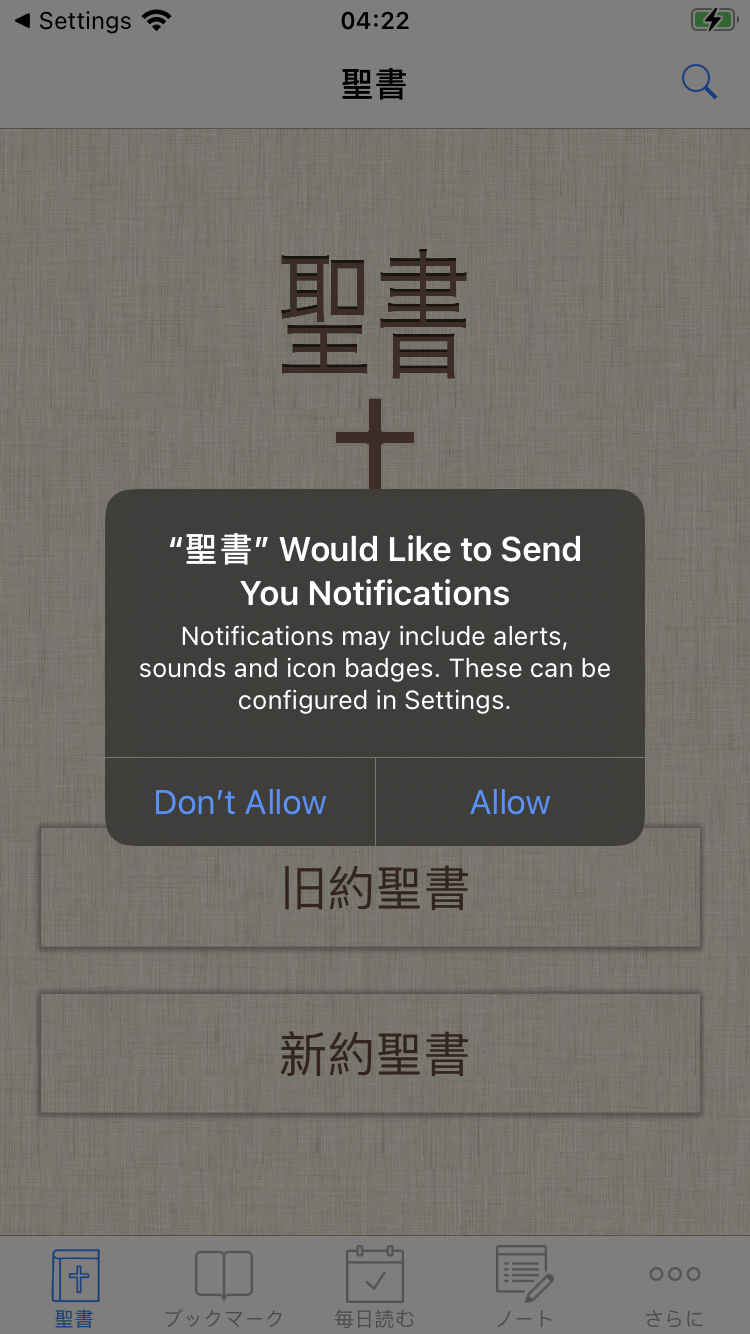 Settings
04:22
聖書
聖書
“聖書” Would Like to Send
You Notifications
Notifications may include alerts,
sounds and icon badges. These can be
configured in Settings.
Don’t Allow
Allow
旧約聖書
新約聖書
聖書
ブックマーク
毎日読む
ノート
さらに